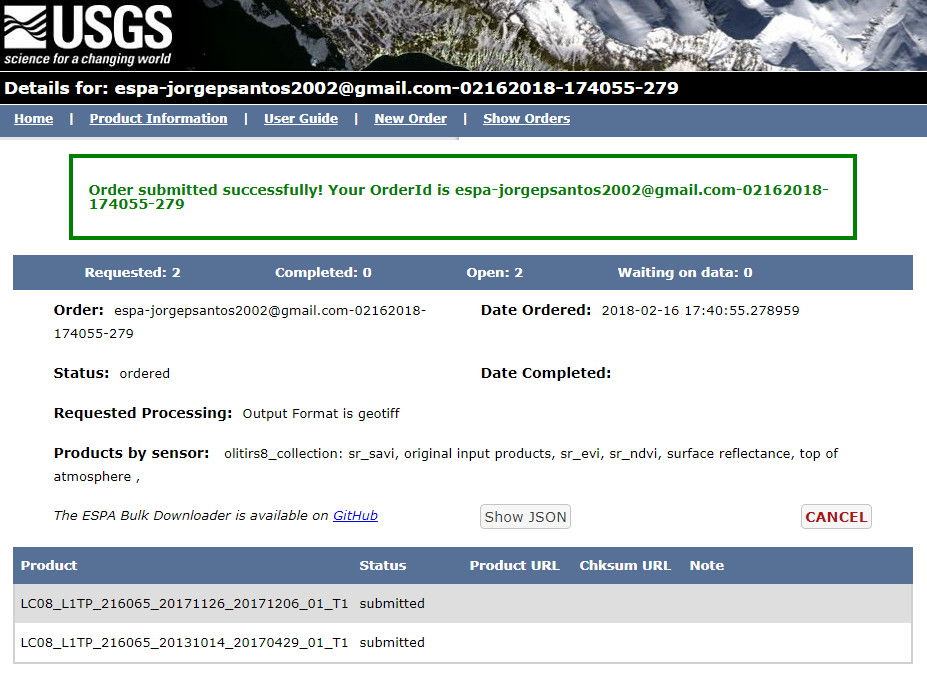 USGS
science for a changing world
Details for: espa-jorgepsantos2002@gmail.com-02162018-174055-279
Home | Product Information | User Guide | New Order | Show Orders
Order submitted successfully! Your OrderId is espa-jorgepsantos2002@gmail.com-02162018-
174055-279
Requested: 2 Completed: 0 Open: 2 Waiting on data: 0
Order: espa-jorgepsantos2002@gmail.com-02162018- Date Ordered: 2018-02-16 17:40:55.278959
174055-279
Status: ordered Date Completed:
Requested Processing: Output Format is geotiff
Products by sensor: olitirs8_collection: sr_savi, original input products, sr_evi, sr_ndvi, surface reflectance, top of
atmosphere ,
The ESPA Bulk Downloader is available on GitHub Show JSON CANCEL
Product Status Product URL Chksum URL Note
LC08_L1TP_216065_20171126_20171206_01_T1 submitted
LC08_L1TP_216065_20131014_20170429_01_T1 submitted